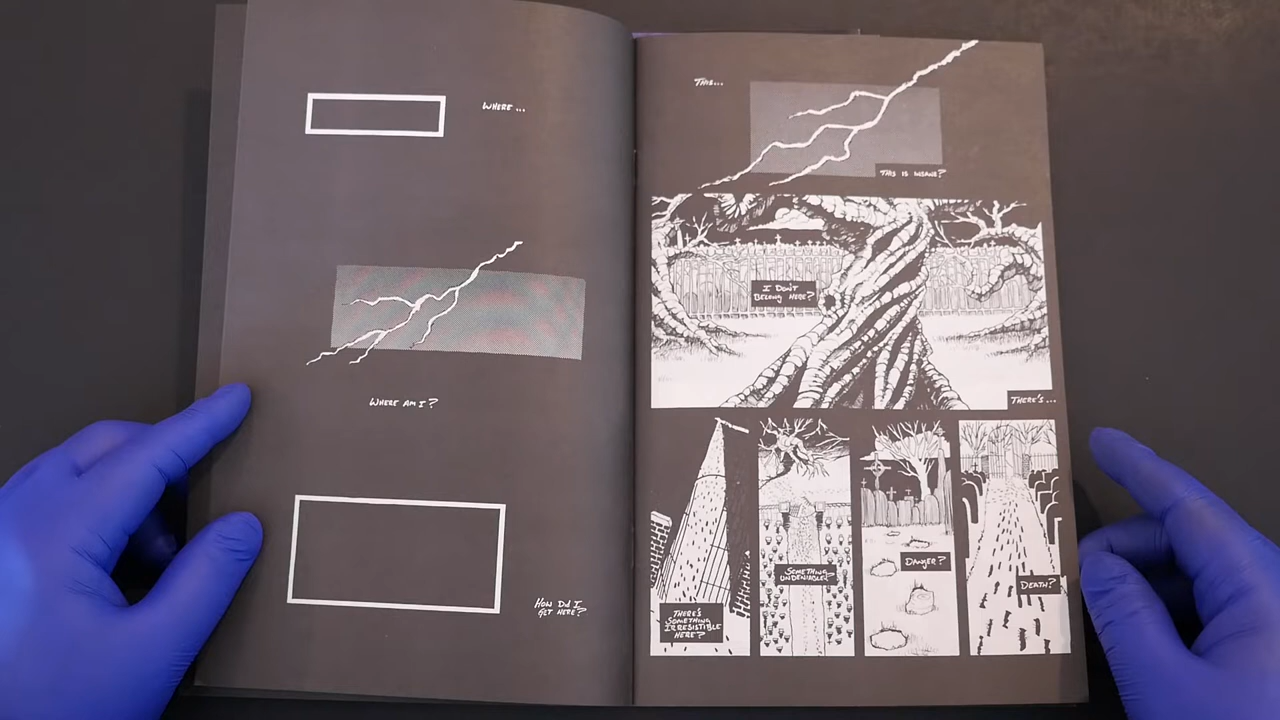 WHERE...
WHERE AM I?
HOW DID I
GET HERE?
THIS...
THIS IS INSANE?
I DON'T
BELONG HERE?
THERE'S...
THERE'S
SOMETHING
IRRESISTIBLE
HERE?
SOMETHING
UNDENIABLE?
DANGER?
DEATH?